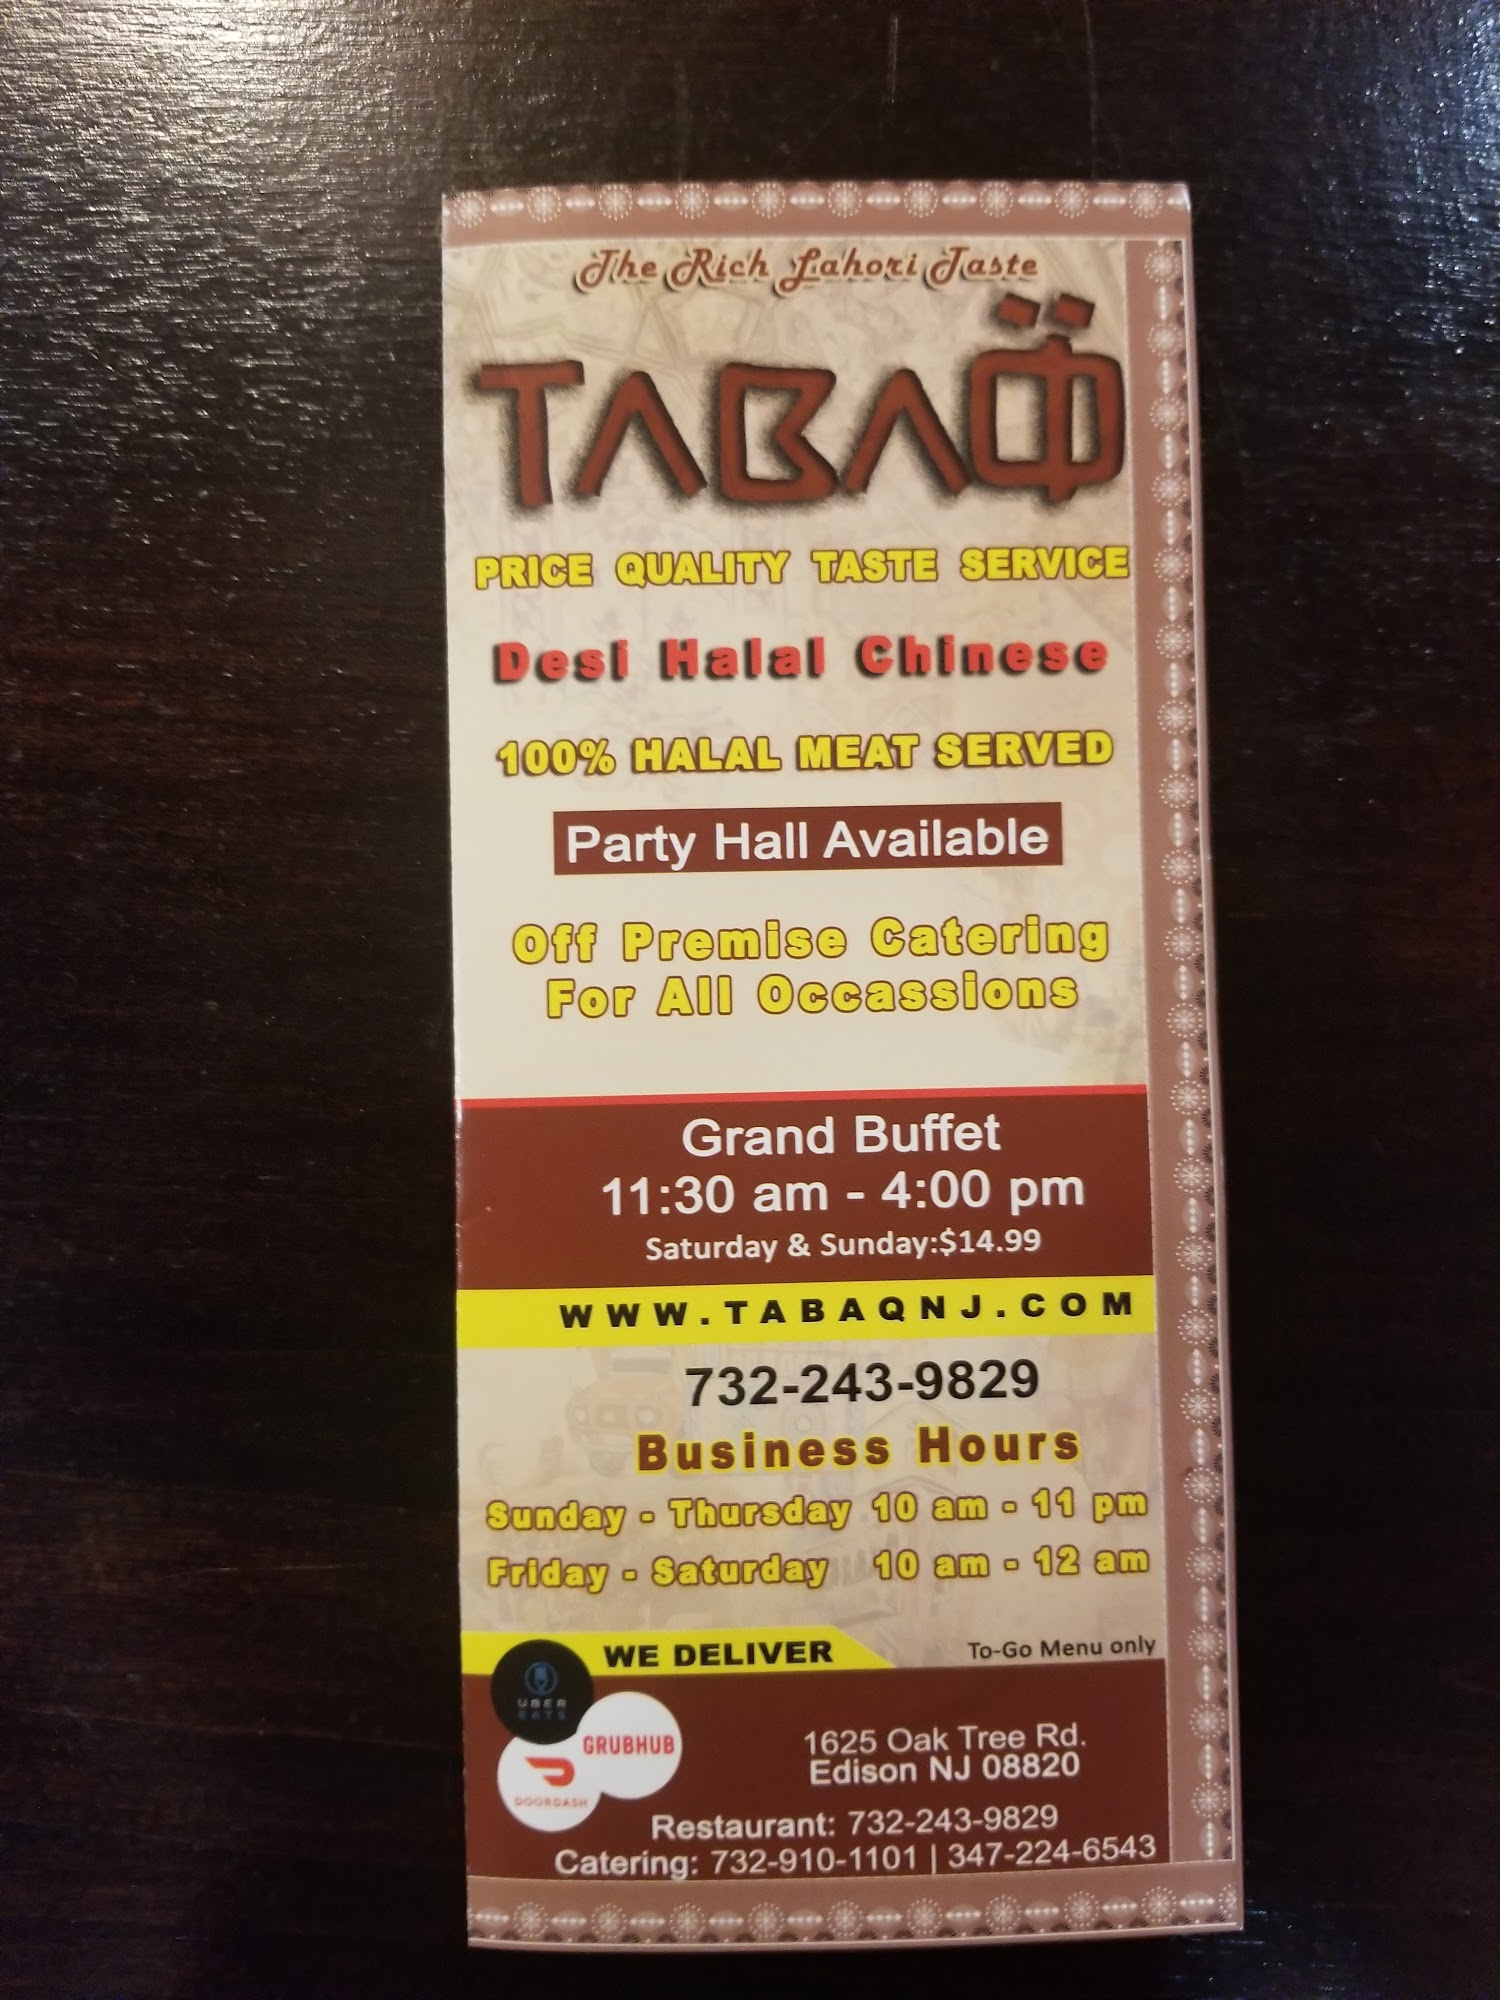 The Rich Lahori Taste
TABAQ
PRICE QUALITY TASTE SERVICE
Desi Halal Chinese
100% HALAL MEAT SERVED
Party Hall Available
Off Premise Catering
For All Occassions
Grand Buffet
11:30 am - 4:00 pm
Saturday & Sunday:$14.99
WWW.TABAQNJ.COM
732-243-9829
Business Hours
Sunday - Thursday 10 am - 11 pm
Friday - Saturday 10 am - 12 am
WE DELIVER
To-Go Menu only
UBER
EATS
GRUBHUB
DOORDASH
1625 Oak Tree Rd.
Edison NJ 08820
Restaurant: 732-243-9829
Catering: 732-910-1101 | 347-224-6543